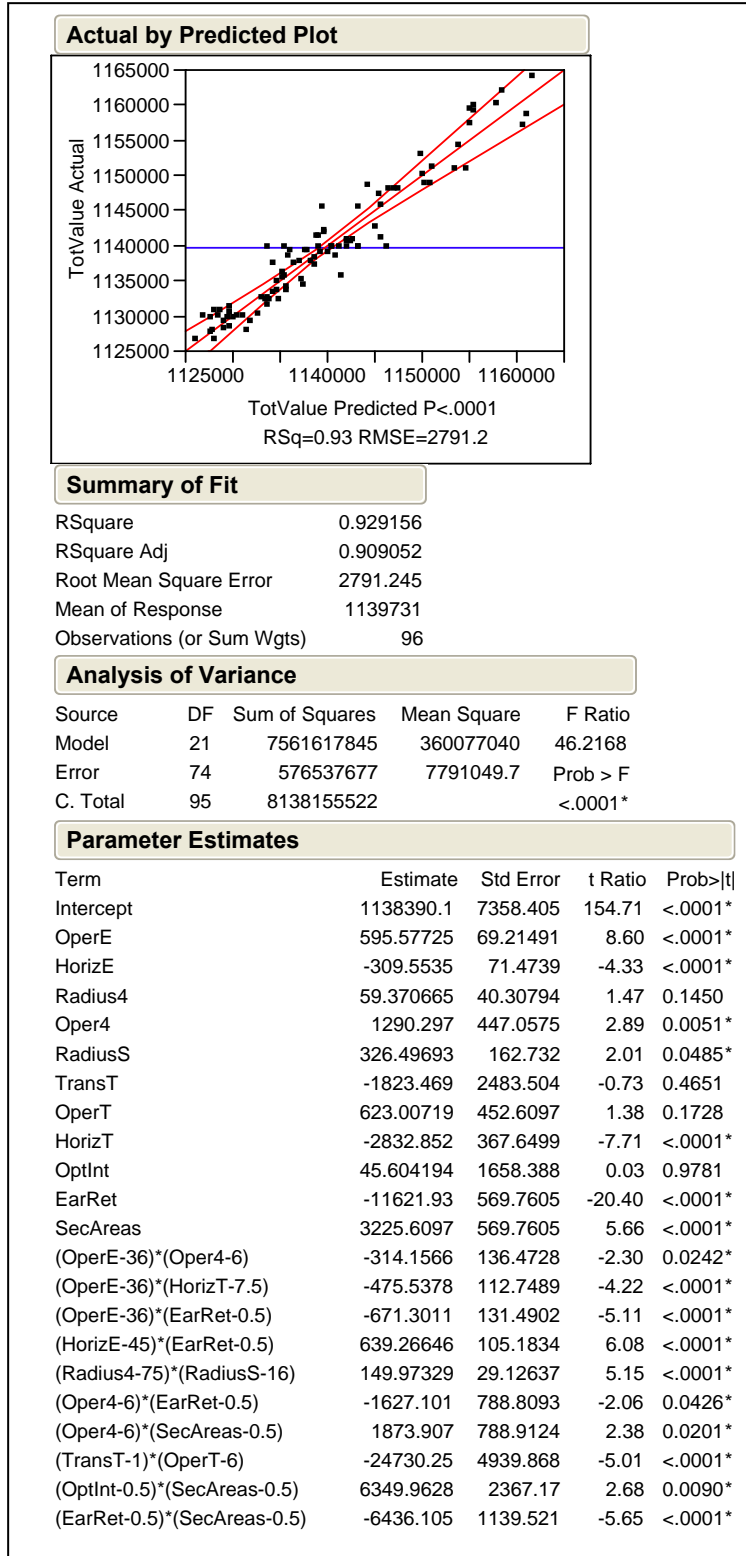 Actual by Predicted Plot
1165000
1160000
1155000
1150000
1145000
1140000
1135000
1130000
1125000
TotValue Actual
1125000 1140000 1150000 1160000
TotValue Predicted P<.0001
RSq=0.93 RMSE=2791.2
Summary of Fit
RSquare 0.929156
RSquare Adj 0.909052
Root Mean Square Error 2791.245
Mean of Response 1139731
Observations (or Sum Wgts) 96
Analysis of Variance
Source DF Sum of Squares Mean Square F Ratio
Model 21 7561617845 360077040 46.2168
Error 74 576537677 7791049.7 Prob > F
C. Total 95 8138155522 <.0001*
Parameter Estimates
Term Estimate Std Error t Ratio Prob>|t|
Intercept 1138390.1 7358.405 154.71 <.0001*
OperE 595.57725 69.21491 8.60 <.0001*
HorizE -309.5535 71.4739 -4.33 <.0001*
Radius4 59.370665 40.30794 1.47 0.1450
Oper4 1290.297 447.0575 2.89 0.0051*
RadiusS 326.49693 162.732 2.01 0.0485*
TransT -1823.469 2483.504 -0.73 0.4651
OperT 623.00719 452.6097 1.38 0.1728
HorizT -2832.852 367.6499 -7.71 <.0001*
OptInt 45.604194 1658.388 0.03 0.9781
EarRet -11621.93 569.7605 -20.40 <.0001*
SecAreas 3225.6097 569.7605 5.66 <.0001*
(OperE-36)*(Oper4-6) -314.1566 136.4728 -2.30 0.0242*
(OperE-36)*(HorizT-7.5) -475.5378 112.7489 -4.22 <.0001*
(OperE-36)*(EarRet-0.5) -671.3011 131.4902 -5.11 <.0001*
(HorizE-45)*(EarRet-0.5) 639.26646 105.1834 6.08 <.0001*
(Radius4-75)*(RadiusS-16) 149.97329 29.12637 5.15 <.0001*
(Oper4-6)*(EarRet-0.5) -1627.101 788.8093 -2.06 0.0426*
(Oper4-6)*(SecAreas-0.5) 1873.907 788.9124 2.38 0.0201*
(TransT-1)*(OperT-6) -24730.25 4939.868 -5.01 <.0001*
(OptInt-0.5)*(SecAreas-0.5) 6349.9628 2367.17 2.68 0.0090*
(EarRet-0.5)*(SecAreas-0.5) -6436.105 1139.521 -5.65 <.0001*